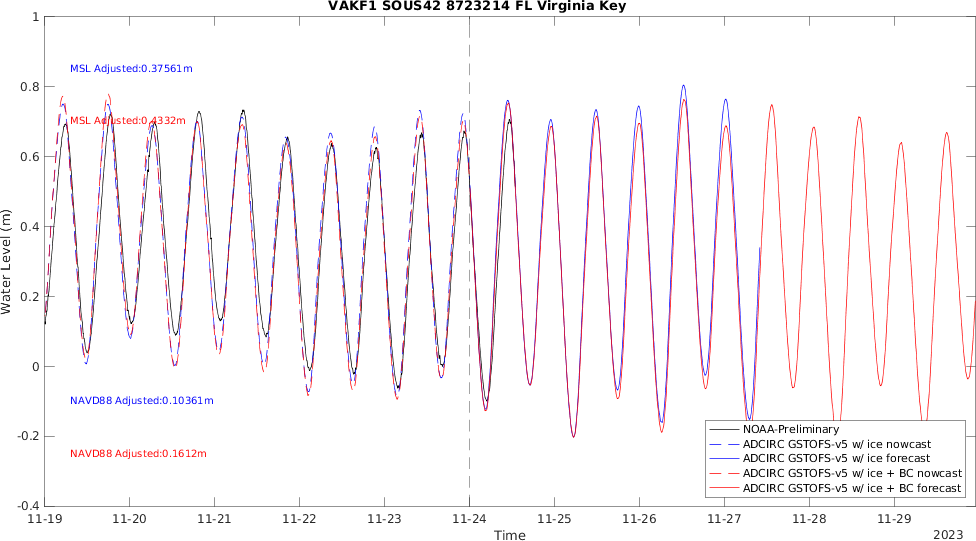 VAKF1 SOUS42 8723214 FL Virginia Key
1
0.8
0.6
0.4
0.2
0
-0.2
-0.4
Water Level (m)
MSL Adjusted:0.37561m
MSL Adjusted:0.4332m
NAVD88 Adjusted:0.10361m
NAVD88 Adjusted:0.1612m
NOAA-Preliminary
ADCIRC GSTOFS-v5 w/ ice nowcast
ADCIRC GSTOFS-v5 w/ ice forecast
ADCIRC GSTOFS-v5 w/ ice + BC nowcast
ADCIRC GSTOFS-v5 w/ ice + BC forecast
11-19 11-20 11-21 11-22 11-23 11-24 11-25 11-26 11-27 11-28 11-29
Time
2023